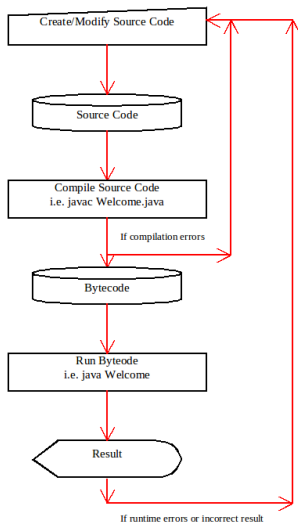 Create/Modify Source Code
Source Code
Compile Source Code
i.e. javac Welcome.java
If compilation errors
Bytecode
Run Byteode
i.e. java Welcome
Result
If runtime errors or incorrect result